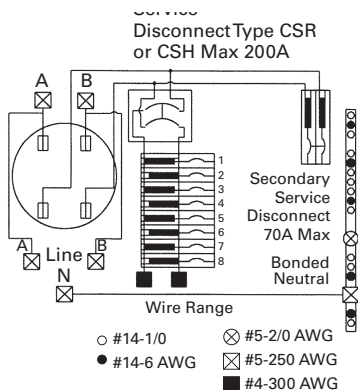 Service
Disconnect Type CSR
or CSH Max 200A
A
B
1
2
3
4
5
6
7
8
Secondary
Service
Disconnect
70A Max
A
Line
B
N
Bonded
Neutral
Wire Range
#14-1/0
#5-2/0 AWG
#14-6 AWG
#5-250 AWG
#4-300 AWG